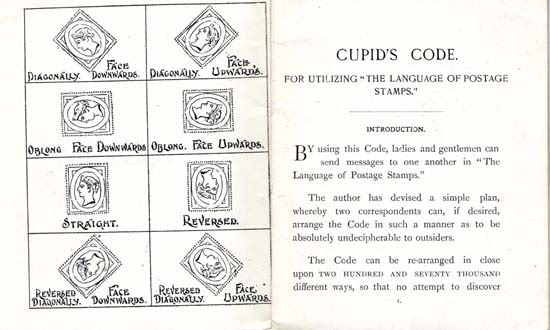 DIAGONALLY. FACE DOWNWARDS.
DIAGONALLY. FACE UPWARDS.
OBLONG FACE DOWNWARDS
OBLONG. FACE UPWARDS.
STRAIGHT.
REVERSED.
REVERSED DIAGONALLY. FACE DOWNWARDS.
REVERSED DIAGONALLY. FACE UPWARDS.
CUPID'S CODE.
FOR UTILIZING "THE LANGUAGE OF POSTAGE
STAMPS."
INTRODUCTION.
BY using this Code, ladies and gentlemen can
send messages to one another in "The
Language of Postage Stamps."
The author has devised a simple plan,
whereby two correspondents can, if desired,
arrange the Code in such a manner as to be
absolutely undecipherable to outsiders.
The Code can be re-arranged in close
upon TWO HUNDRED AND SEVENTY THOUSAND
different ways, so that no attempt to discover
1.